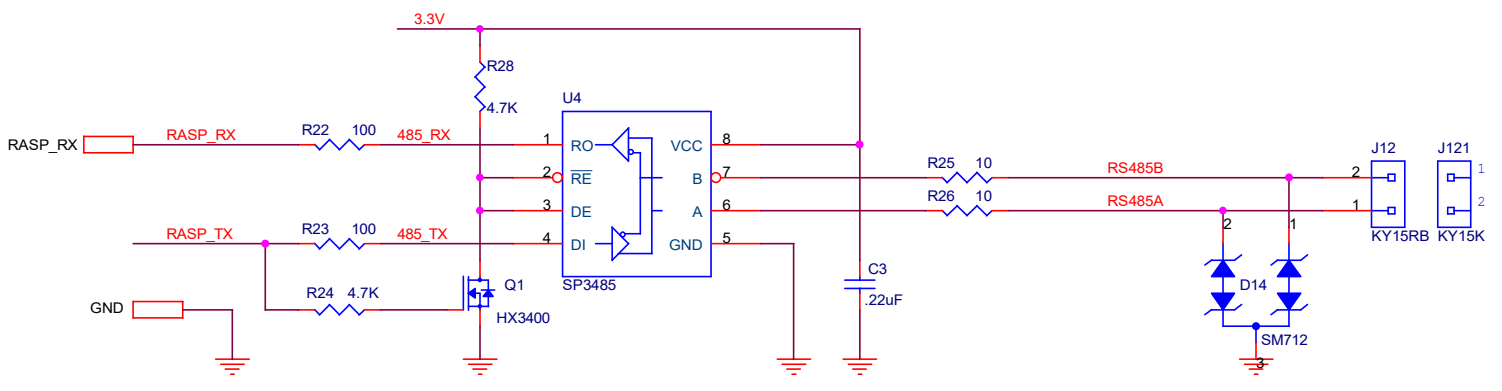 3.3V
R28
4.7K
U4
RASP_RX
RASP_RX
R22 100
485_RX
1
RO
VCC
8
2
RE
B
7
3
DE
A
6
RASP_TX
R23 100
485_TX
4
DI
GND
5
SP3485
R24 4.7K
Q1
HX3400
GND
C3
.22uF
R25 10
RS485B
R26 10
RS485A
2
1
D14
SM712
3
J12
2
1
KY15RB
J121
1
2
KY15K